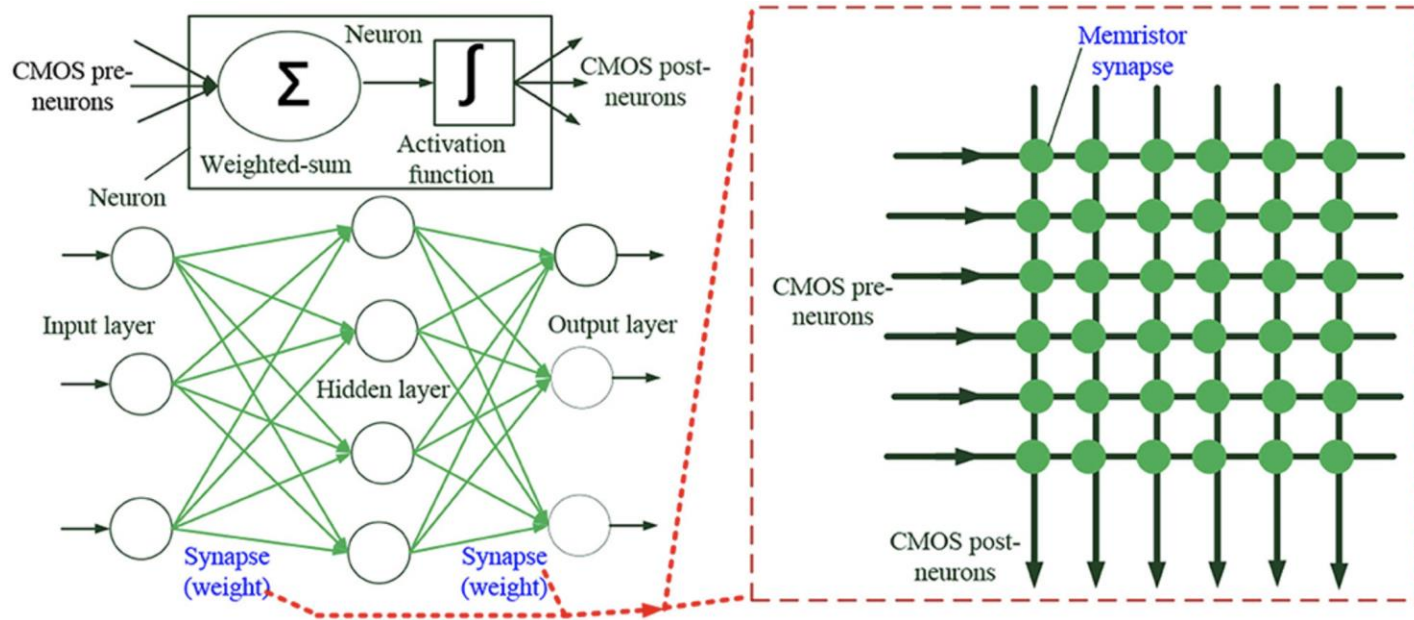 CMOS pre-
neurons
Neuron
Σ
∫
Weighted-sum
Activation
function
CMOS post-
neurons
Neuron
Input layer
Hidden layer
Output layer
Synapse
(weight)
Synapse
(weight)
Memristor
synapse
CMOS pre-
neurons
CMOS post-
neurons